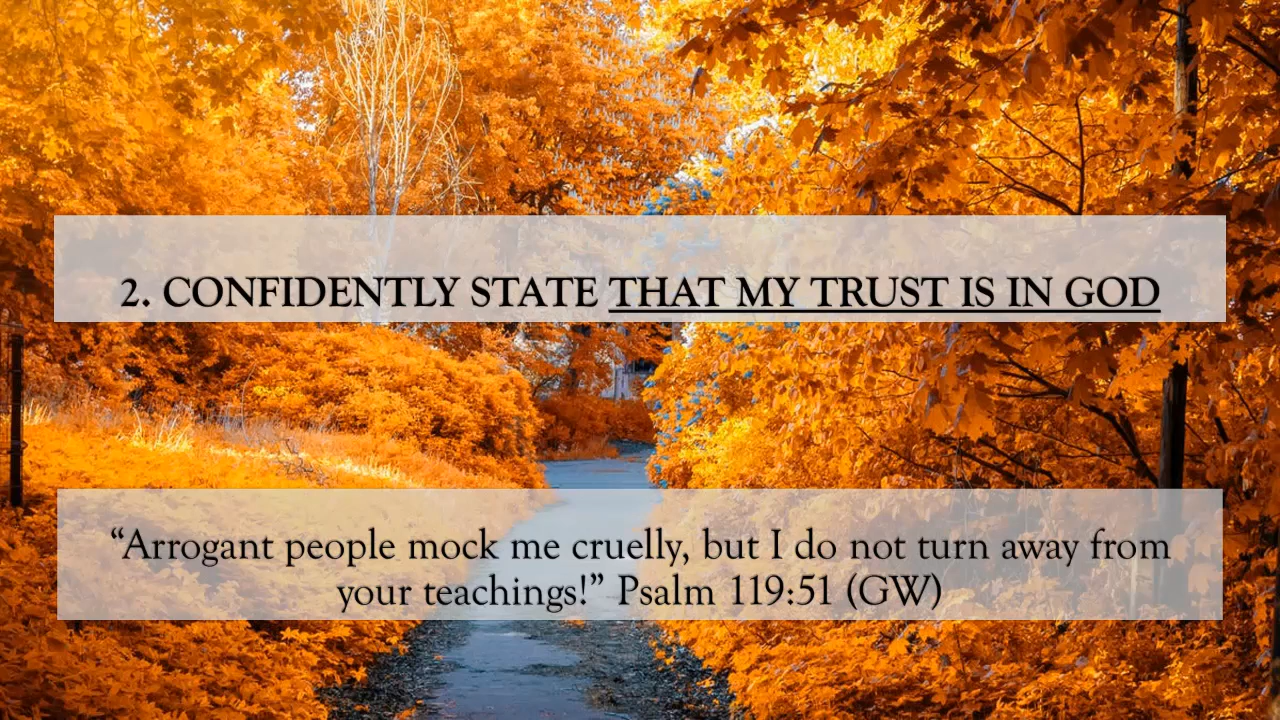 2. CONFIDENTLY STATE THAT MY TRUST IS IN GOD
“Arrogant people mock me cruelly, but I do not turn away from
your teachings!” Psalm 119:51 (GW)